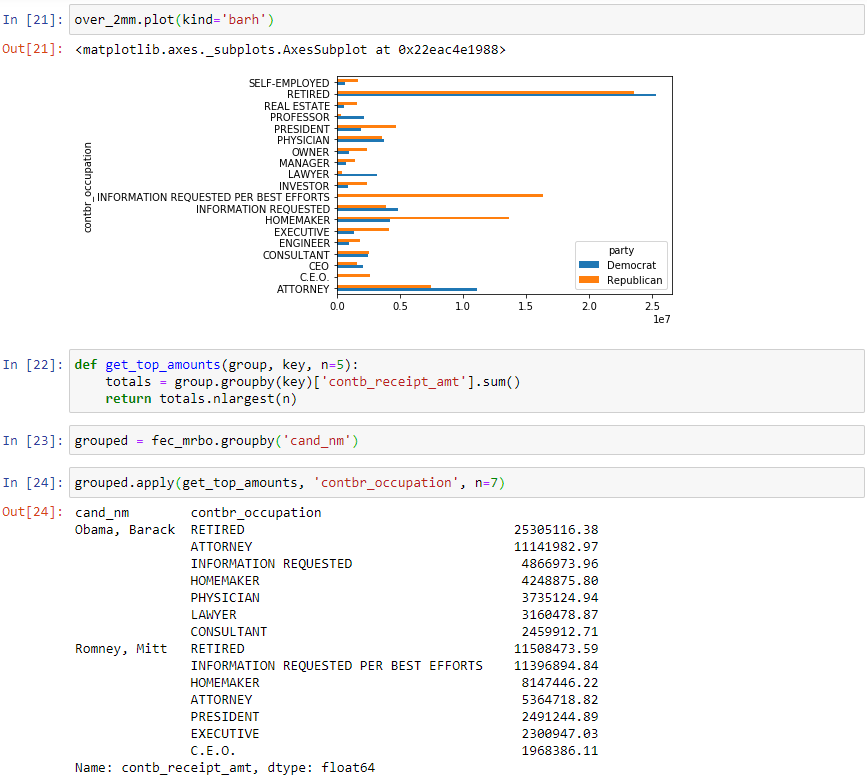 In [21]: over_2mm.plot(kind='barh')
Out[21]: <matplotlib.axes._subplots.AxesSubplot at 0x22eac4e1988>
contbr_occupation
SELF-EMPLOYED
RETIRED
REAL ESTATE
PROFESSOR
PRESIDENT
PHYSICIAN
OWNER
MANAGER
LAWYER
INVESTOR
INFORMATION REQUESTED PER BEST EFFORTS
INFORMATION REQUESTED
HOMEMAKER
EXECUTIVE
ENGINEER
CONSULTANT
CEO
C.E.O.
ATTORNEY
party
Democrat
Republican
0.0 0.5 1.0 1.5 2.0 2.5
1e7
In [22]: def get_top_amounts(group, key, n=5):
totals = group.groupby(key)['contb_receipt_amt'].sum()
return totals.nlargest(n)
In [23]: grouped = fec_mrbo.groupby('cand_nm')
In [24]: grouped.apply(get_top_amounts, 'contbr_occupation', n=7)
Out[24]: cand_nm contbr_occupation
Obama, Barack RETIRED 25305116.38
ATTORNEY 11141982.97
INFORMATION REQUESTED 4866973.96
HOMEMAKER 4248875.80
PHYSICIAN 3735124.94
LAWYER 3160478.87
CONSULTANT 2459912.71
Romney, Mitt RETIRED 11508473.59
INFORMATION REQUESTED PER BEST EFFORTS 11396894.84
HOMEMAKER 8147446.22
ATTORNEY 5364718.82
PRESIDENT 2491244.89
EXECUTIVE 2300947.03
C.E.O. 1968386.11
Name: contb_receipt_amt, dtype: float64